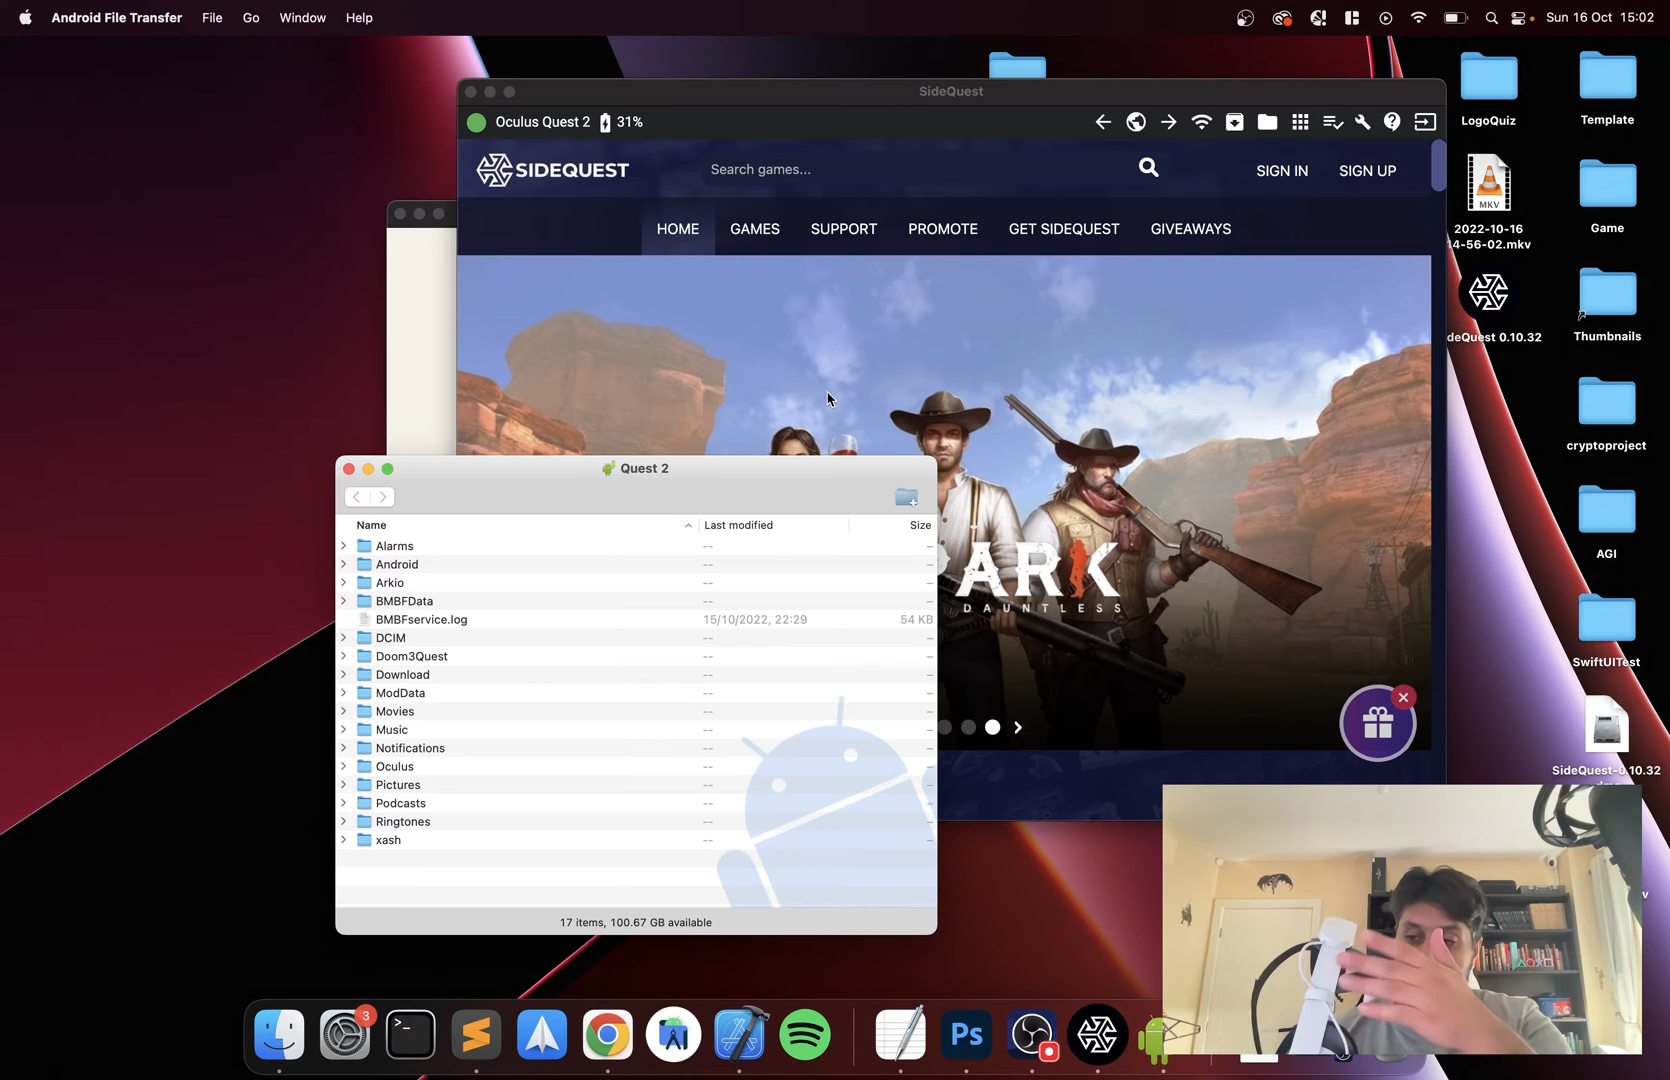 Android File Transfer File Go Window Help Sun 16 Oct 15:02
SideQuest
Oculus Quest 2 31%
SIDEQUEST Search games... SIGN IN SIGN UP
HOME GAMES SUPPORT PROMOTE GET SIDEQUEST GIVEAWAYS
ARK
DAUNTLESS
Quest 2
Name Last modified Size
Alarms -- --
Android -- --
Arkio -- --
BMBFData -- --
BMBFservice.log 15/10/2022, 22:29 54 KB
DCIM -- --
Doom3Quest -- --
Download -- --
ModData -- --
Movies -- --
Music -- --
Notifications -- --
Oculus -- --
Pictures -- --
Podcasts -- --
Ringtones -- --
xash -- --
17 items, 100.67 GB available
LogoQuiz
Template
MKV
2022-10-16
4-56-02.mkv
Game
deQuest 0.10.32
Thumbnails
cryptoproject
AGI
SwiftUITest
SideQuest-0.10.32
3
>_
Ps